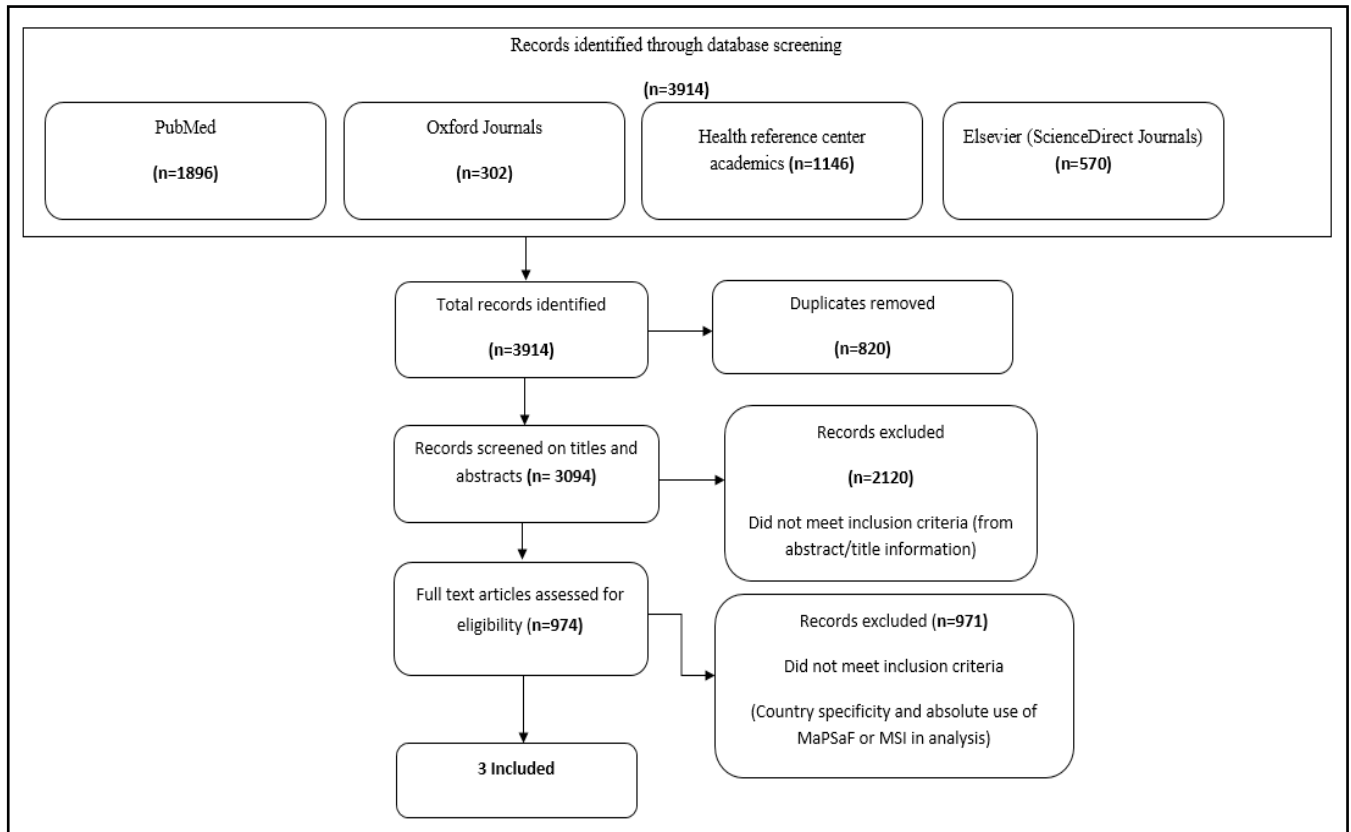 Records identified through database screening
(n=3914)
PubMed
(n=1896)
Oxford Journals
(n=302)
Health reference center
academics (n=1146)
Elsevier (ScienceDirect Journals)
(n=570)
Total records identified
(n=3914)
Duplicates removed
(n=820)
Records screened on titles and
abstracts (n= 3094)
Records excluded
(n=2120)
Did not meet inclusion criteria (from
abstract/title information)
Full text articles assessed for
eligibility (n=974)
Records excluded (n=971)
Did not meet inclusion criteria
(Country specificity and absolute use of
MaPSaF or MSI in analysis)
3 Included